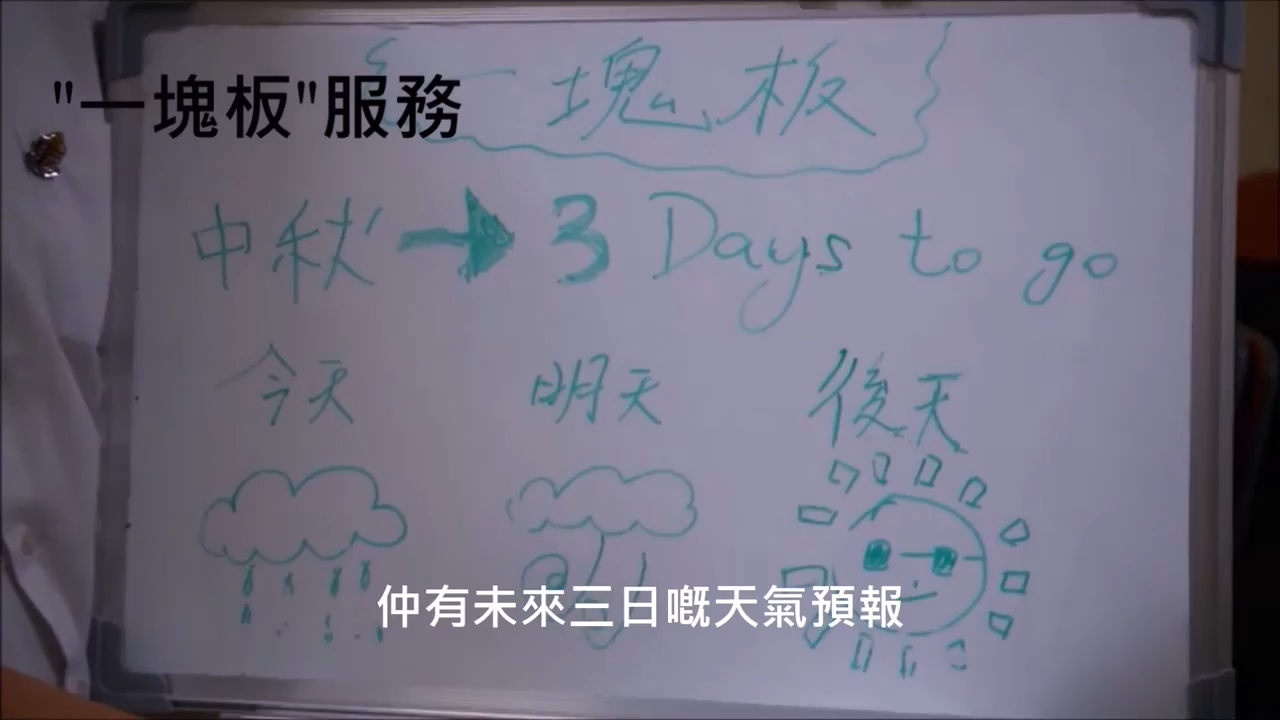 "一塊板"服務
一塊板
中秋→3 Days to go
今天 明天 後天
仲有未來三日嘅天氣預報